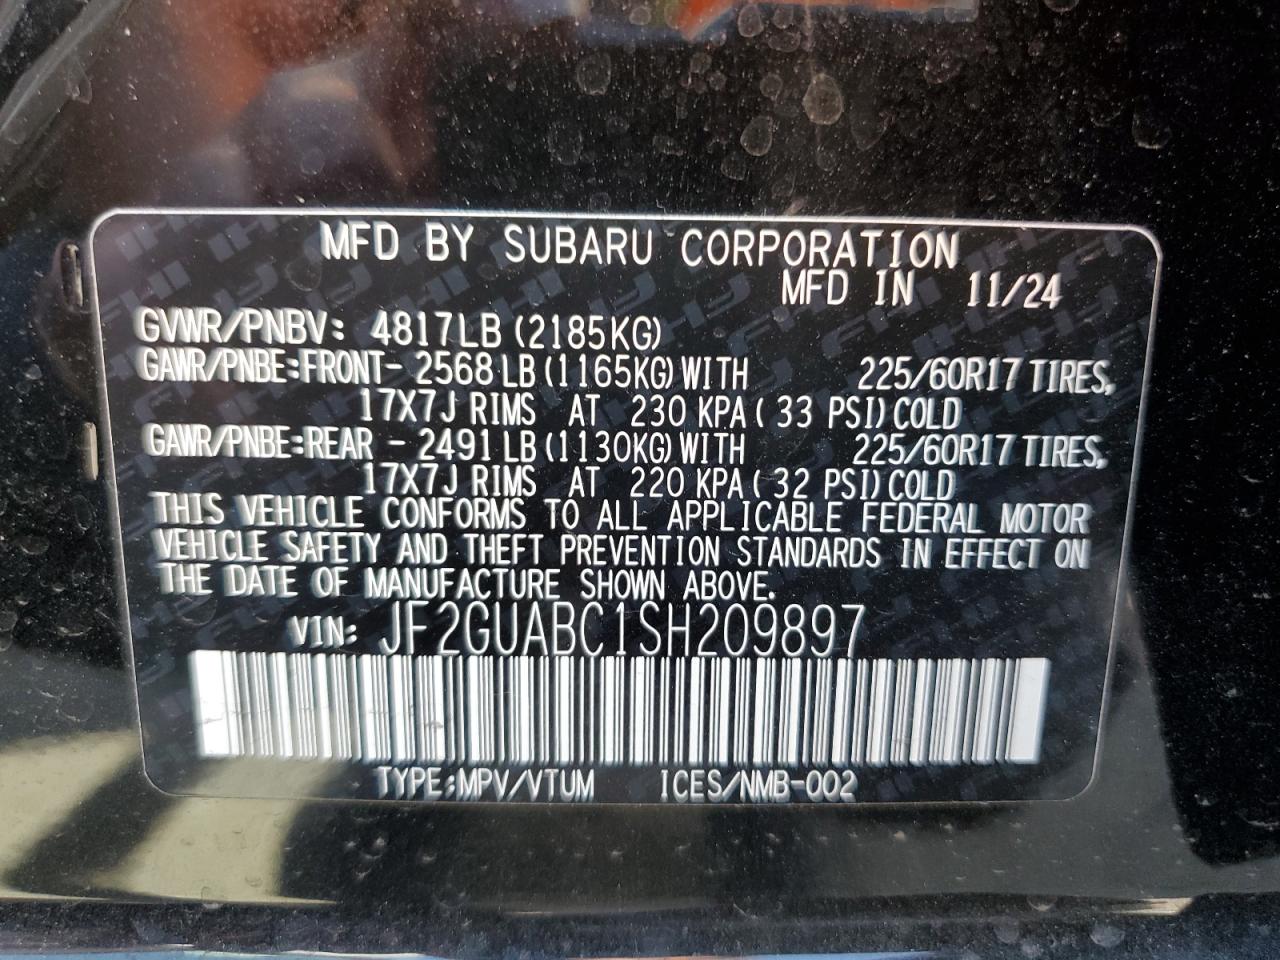 MFD BY SUBARU CORPORATION
MFD IN 11/24
GVWR/PNBV: 4817LB (2185KG)
GAWR/PNBE:FRONT- 2568 LB (1165KG) WITH 225/60R17 TIRES,
17X7J RIMS AT 230 KPA ( 33 PSI) COLD
GAWR/PNBE:REAR - 2491 LB (1130KG) WITH 225/60R17 TIRES,
17X7J RIMS AT 220 KPA ( 32 PSI) COLD
THIS VEHICLE CONFORMS TO ALL APPLICABLE FEDERAL MOTOR
VEHICLE SAFETY AND THEFT PREVENTION STANDARDS IN EFFECT ON
THE DATE OF MANUFACTURE SHOWN ABOVE.
VIN: JF2GUABC1SH209897
TYPE:MPV/VTUM ICES/NMB-002